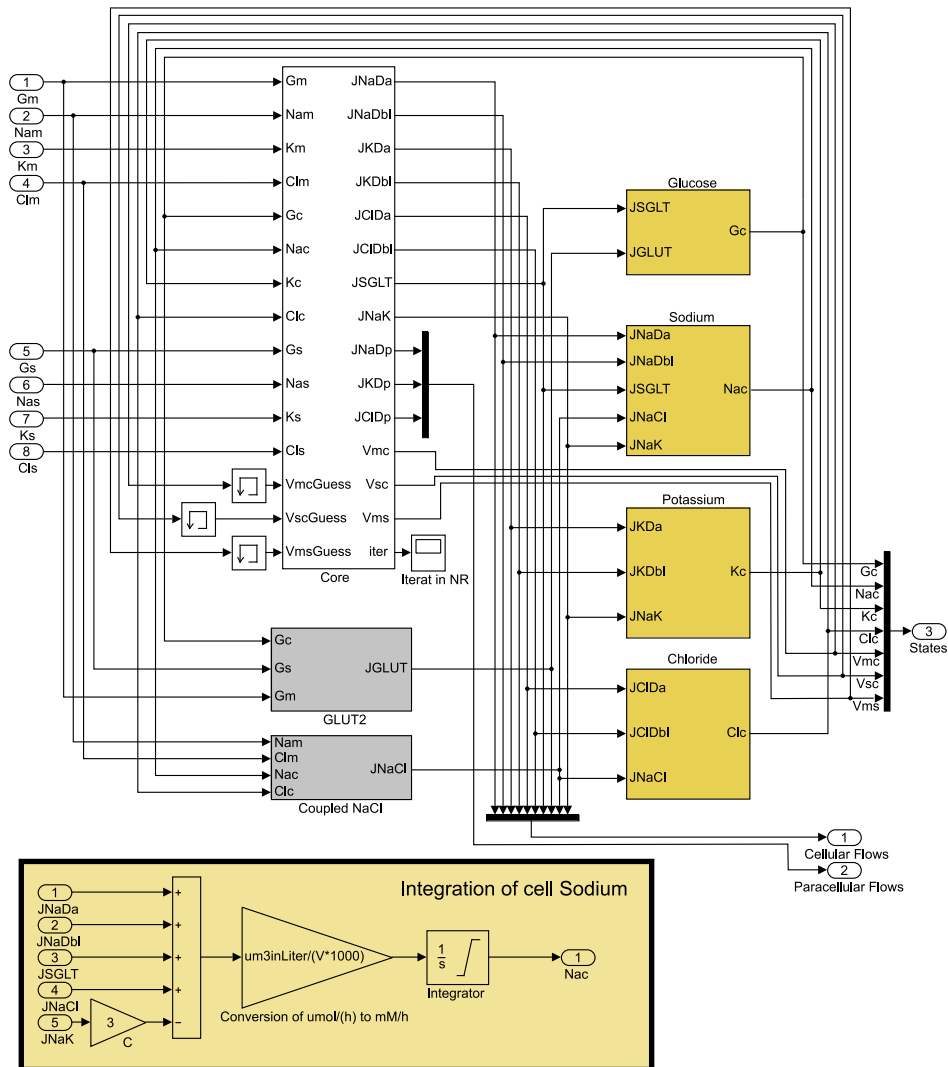 1
Gm
2
Nam
3
Km
4
Clm
5
Gs
6
Nas
7
Ks
8
Cls
Gm
Nam
Km
Clm
Gc
Nac
Kc
Clc
Gs
Nas
Ks
Cls
VmcGuess
VscGuess
VmsGuess
JNaDa
JNaDbl
JKDa
JKDbl
JClDa
JClDbl
JSGLT
JNaK
JNaDp
JKDp
JClDp
Vmc
Vsc
Vms
iter
Core
Iterat in NR
Glucose
JSGLT
JGLUT
Gc
Sodium
JNaDa
JNaDbl
JSGLT
JNaCl
JNaK
Nac
Potassium
JKDa
JKDbl
JNaK
Kc
Chloride
JClDa
JClDbl
JNaCl
Clc
Gc
Nac
Kc
Clc
Vmc
Vsc
Vms
3
States
Gc
Gs
Gm
JGLUT
GLUT2
Nam
Clm
Nac
Clc
JNaCl
Coupled NaCl
1
Cellular Flows
2
Paracellular Flows
Integration of cell Sodium
1
JNaDa
2
JNaDbl
3
JSGLT
4
JNaCl
5
JNaK
3
C
+
+
+
+
−
um3inLiter/(V*1000)
Conversion of umol/(h) to mM/h
1
s
Integrator
1
Nac